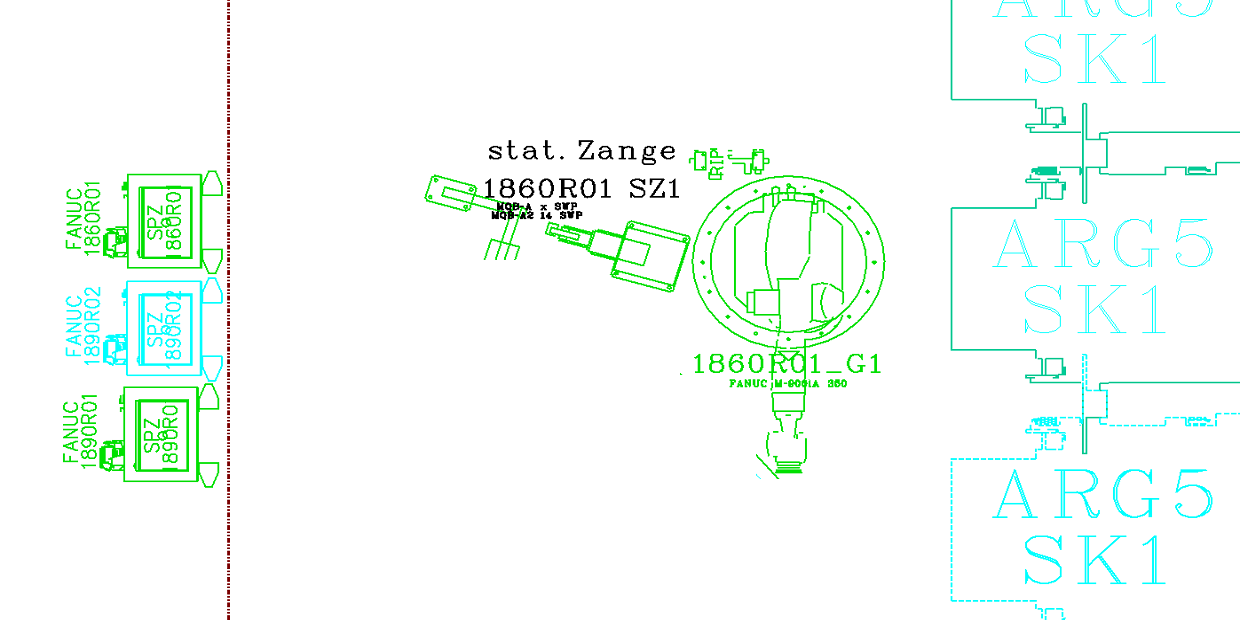 ARG5
SK1
stat. Zange
RIP
1860R01 SZ1
MQB-A x SWP
MQB-A2 14 SWP
FANUC
1860R01
SPZ
1860R0
ARG5
SK1
FANUC
1890R02
SPZ
1890R02
1860R01_G1
FANUC M-900iA 350
FANUC
1890R01
SPZ
1890R0
ARG5
SK1